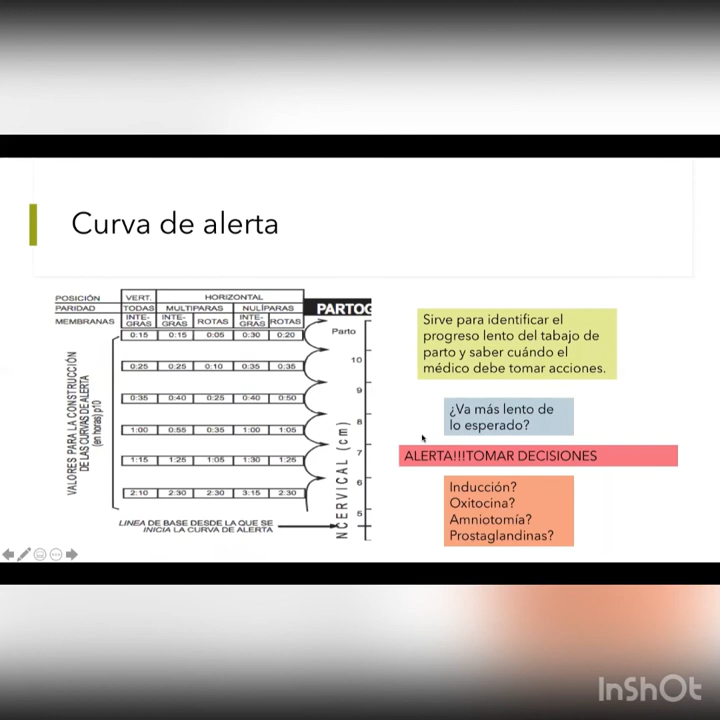 Curva de alerta
POSICIÓN VERT. HORIZONTAL
PARIDAD TODAS MULTIPARAS NULÍPARAS
MEMBRANAS INTE-GRAS INTE-GRAS ROTAS INTE-GRAS ROTAS
0:15 0:15 0:05 0:30 0:20
0:25 0:25 0:10 0:35 0:35
0:35 0:40 0:25 0:40 0:50
1:00 0:55 0:35 1:00 1:05
1:15 1:25 1:05 1:30 1:25
2:10 2:30 2:30 3:15 2:30
VALORES PARA LA CONSTRUCCIÓN
DE LAS CURVAS DE ALERTA
(en horas) p10
LINEA DE BASE DESDE LA QUE SE
INICIA LA CURVA DE ALERTA
PARTOG
Parto
10
9
8
7
6
5
NCERVICAL (cm)
Sirve para identificar el
progreso lento del tabajo de
parto y saber cuándo el
médico debe tomar acciones.
¿Va más lento de
lo esperado?
ALERTA!!!TOMAR DECISIONES
Inducción?
Oxitocina?
Amniotomía?
Prostaglandinas?
InShOt